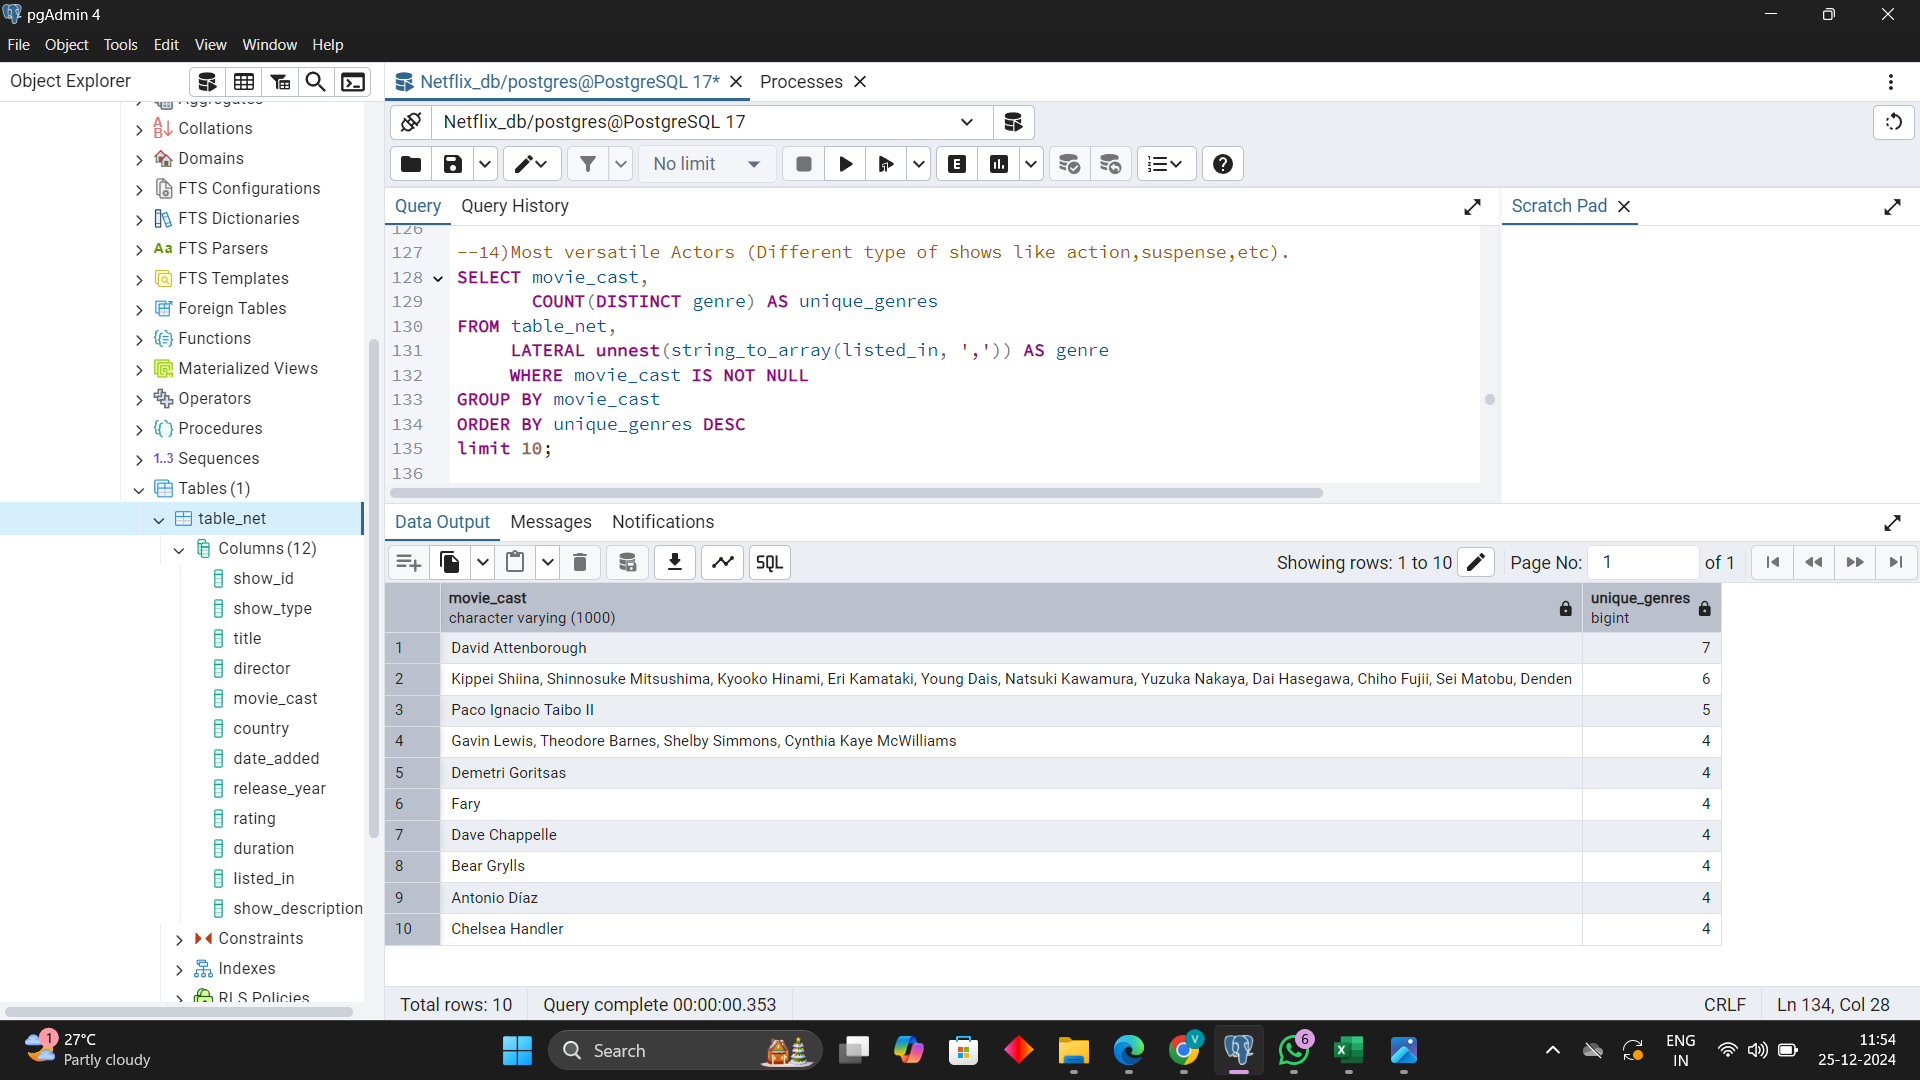 pgAdmin 4
File Object Tools Edit View Window Help
Object Explorer
Netflix_db/postgres@PostgreSQL 17* Processes
Netflix_db/postgres@PostgreSQL 17
No limit
E
Query Query History
Scratch Pad
Aggregates
Collations
Domains
FTS Configurations
FTS Dictionaries
Aa FTS Parsers
FTS Templates
Foreign Tables
Functions
Materialized Views
Operators
Procedures
1..3 Sequences
Tables (1)
table_net
Columns (12)
show_id
show_type
title
director
movie_cast
country
date_added
release_year
rating
duration
listed_in
show_description
Constraints
Indexes
RLS Policies
126
127 --14)Most versatile Actors (Different type of shows like action,suspense,etc).
128 SELECT movie_cast,
129 COUNT(DISTINCT genre) AS unique_genres
130 FROM table_net,
131 LATERAL unnest(string_to_array(listed_in, ',')) AS genre
132 WHERE movie_cast IS NOT NULL
133 GROUP BY movie_cast
134 ORDER BY unique_genres DESC
135 limit 10;
136
Data Output Messages Notifications
SQL
Showing rows: 1 to 10 Page No: 1 of 1
movie_cast unique_genres
character varying (1000) bigint
1 David Attenborough 7
2 Kippei Shiina, Shinnosuke Mitsushima, Kyooko Hinami, Eri Kamataki, Young Dais, Natsuki Kawamura, Yuzuka Nakaya, Dai Hasegawa, Chiho Fujii, Sei Matobu, Denden 6
3 Paco Ignacio Taibo II 5
4 Gavin Lewis, Theodore Barnes, Shelby Simmons, Cynthia Kaye McWilliams 4
5 Demetri Goritsas 4
6 Fary 4
7 Dave Chappelle 4
8 Bear Grylls 4
9 Antonio Díaz 4
10 Chelsea Handler 4
Total rows: 10 Query complete 00:00:00.353
CRLF Ln 134, Col 28
1 27°C
Partly cloudy
Search
V
6
ENG
IN
11:54
25-12-2024